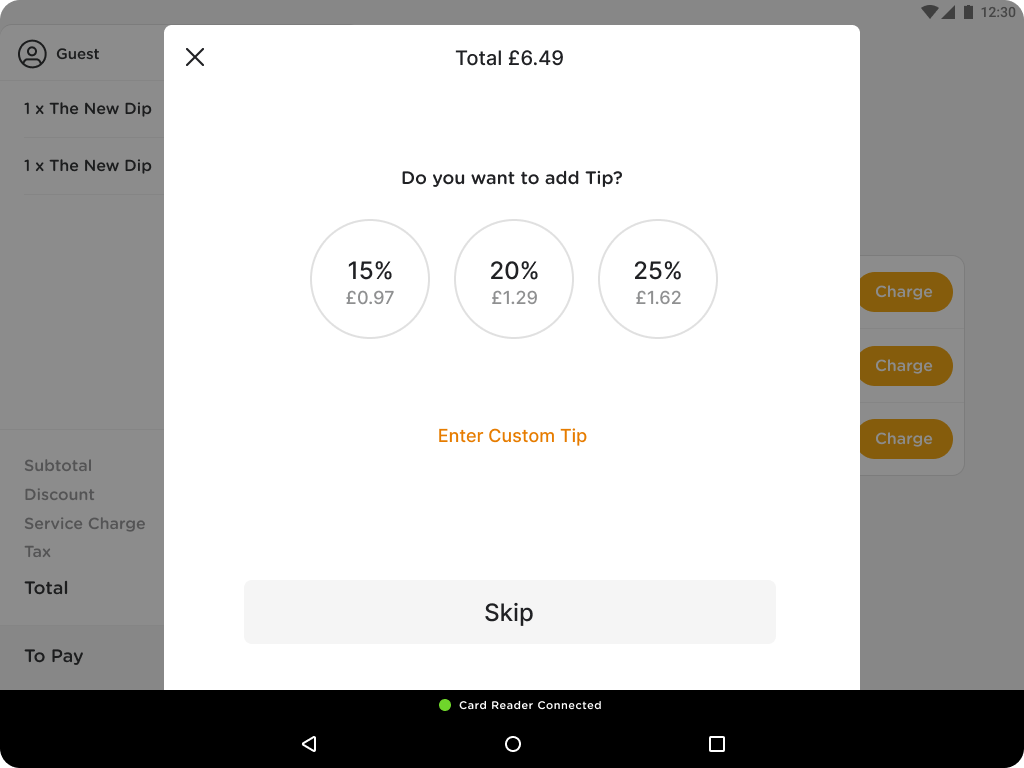 12:30
Guest
Total £6.49
1 x The New Dip
1 x The New Dip
Do you want to add Tip?
15%
£0.97
20%
£1.29
25%
£1.62
Charge
Charge
Charge
Enter Custom Tip
Subtotal
Discount
Service Charge
Tax
Total
Skip
To Pay
Card Reader Connected